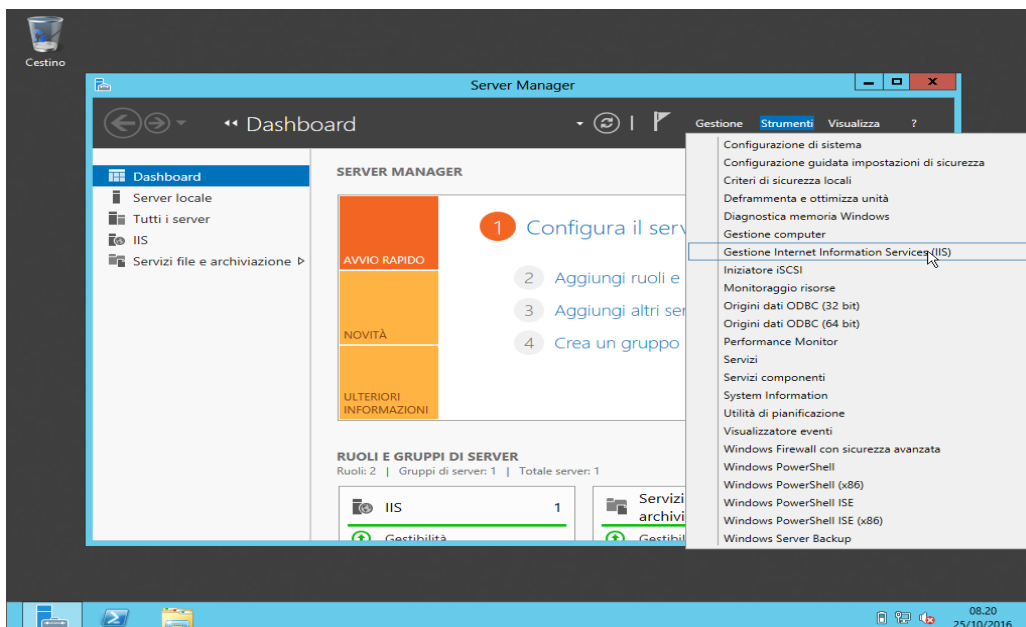 Cestino
Server Manager
Dashboard
Gestione Strumenti Visualizza ?
Dashboard
Server locale
Tutti i server
IIS
Servizi file e archiviazione
SERVER MANAGER
AVVIO RAPIDO
NOVITÀ
ULTERIORI
INFORMAZIONI
1 Configura il serv
2 Aggiungi ruoli e
3 Aggiungi altri ser
4 Crea un gruppo
RUOLI E GRUPPI DI SERVER
Ruoli: 2 | Gruppi di server: 1 | Totale server: 1
IIS 1
Gestibilità
Servizi
archivi
Gestibil
Configurazione di sistema
Configurazione guidata impostazioni di sicurezza
Criteri di sicurezza locali
Deframmenta e ottimizza unità
Diagnostica memoria Windows
Gestione computer
Gestione Internet Information Services (IIS)
Iniziatore iSCSI
Monitoraggio risorse
Origini dati ODBC (32 bit)
Origini dati ODBC (64 bit)
Performance Monitor
Servizi
Servizi componenti
System Information
Utilità di pianificazione
Visualizzatore eventi
Windows Firewall con sicurezza avanzata
Windows PowerShell
Windows PowerShell (x86)
Windows PowerShell ISE
Windows PowerShell ISE (x86)
Windows Server Backup
08.20
25/10/2016